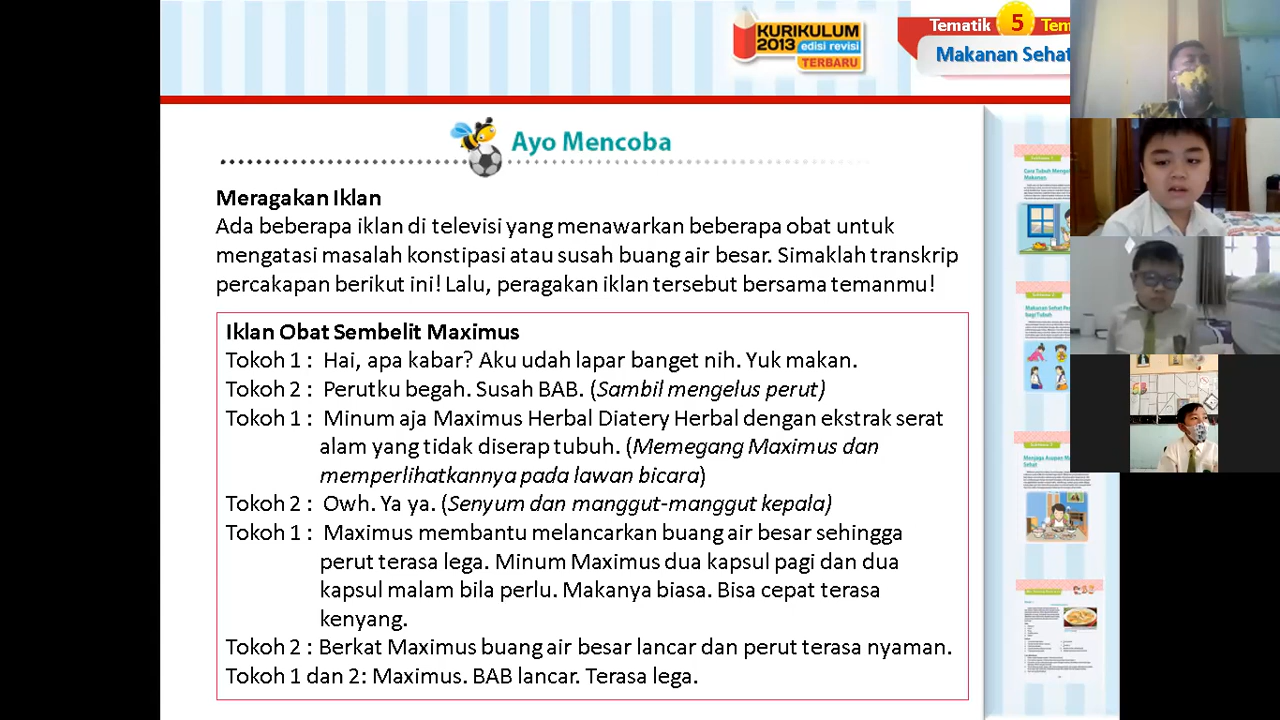 KURIKULUM
2013 edisi revisi
TERBARU
Tematik 5 Tem
Makanan Sehat
Ayo Mencoba
Meragakan Iklan
Ada beberapa iklan di televisi yang menawarkan beberapa obat untuk
mengatasi masalah konstipasi atau susah buang air besar. Simaklah transkrip
percakapan berikut ini! Lalu, peragakan iklan tersebut bersama temanmu!
Iklan Obat Sembelit Maximus
Tokoh 1 : Hai, apa kabar? Aku udah lapar banget nih. Yuk makan.
Tokoh 2 : Perutku begah. Susah BAB. (Sambil mengelus perut)
Tokoh 1 : Minum aja Maximus Herbal Diatery Herbal dengan ekstrak serat
alam yang tidak diserap tubuh. (Memegang Maximus dan
memperlihatkannya pada lawan bicara)
Tokoh 2 : Owh. Ya ya. (Senyum dan manggut-manggut kepala)
Tokoh 1 : Maximus membantu melancarkan buang air besar sehingga
perut terasa lega. Minum Maximus dua kapsul pagi dan dua
kapsul malam bila perlu. Makanya biasa. Bisa cepat terasa
kenyang.
Tokoh 2 : Berkat Maximus buang air besar lancar dan perut terasa nyaman.
Tokoh 1 dan : Maximus. BAB lancar. Terasa lega.